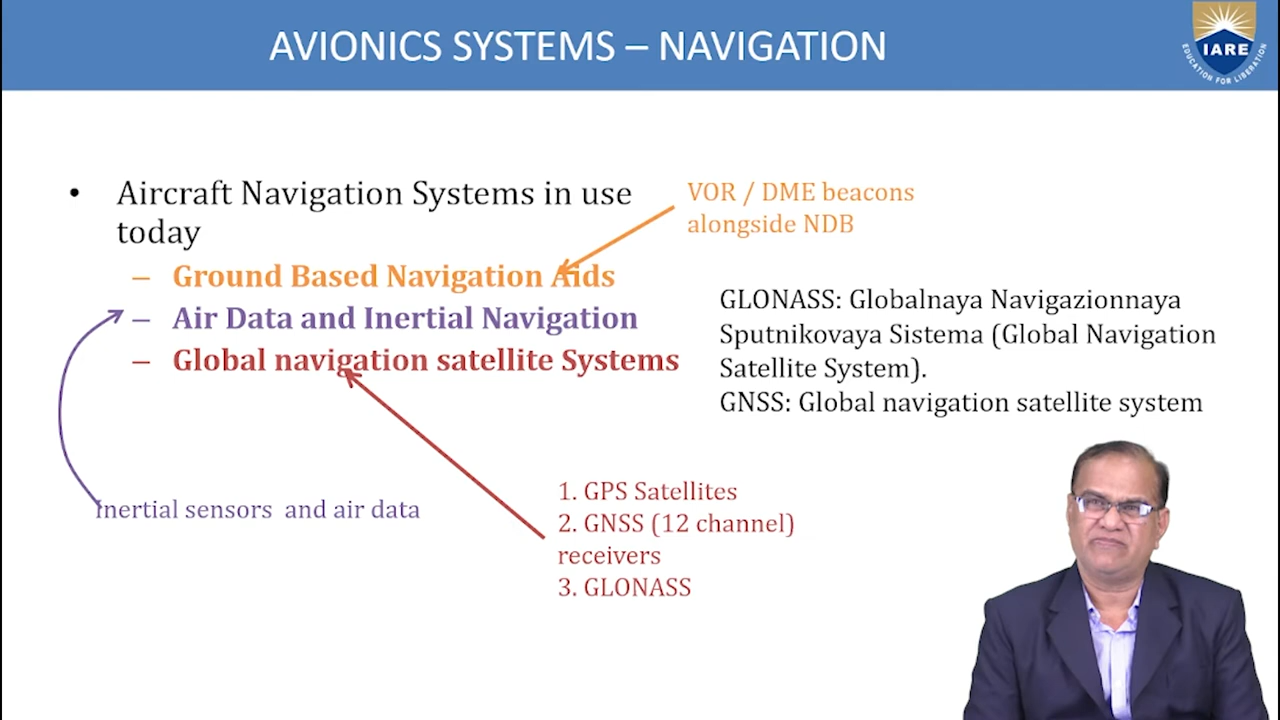 AVIONICS SYSTEMS – NAVIGATION
IARE
EDUCATION FOR LIBERATION
• Aircraft Navigation Systems in use
today
– Ground Based Navigation Aids
– Air Data and Inertial Navigation
– Global navigation satellite Systems
VOR / DME beacons
alongside NDB
GLONASS: Globalnaya Navigazionnaya
Sputnikovaya Sistema (Global Navigation
Satellite System).
GNSS: Global navigation satellite system
Inertial sensors and air data
1. GPS Satellites
2. GNSS (12 channel)
receivers
3. GLONASS